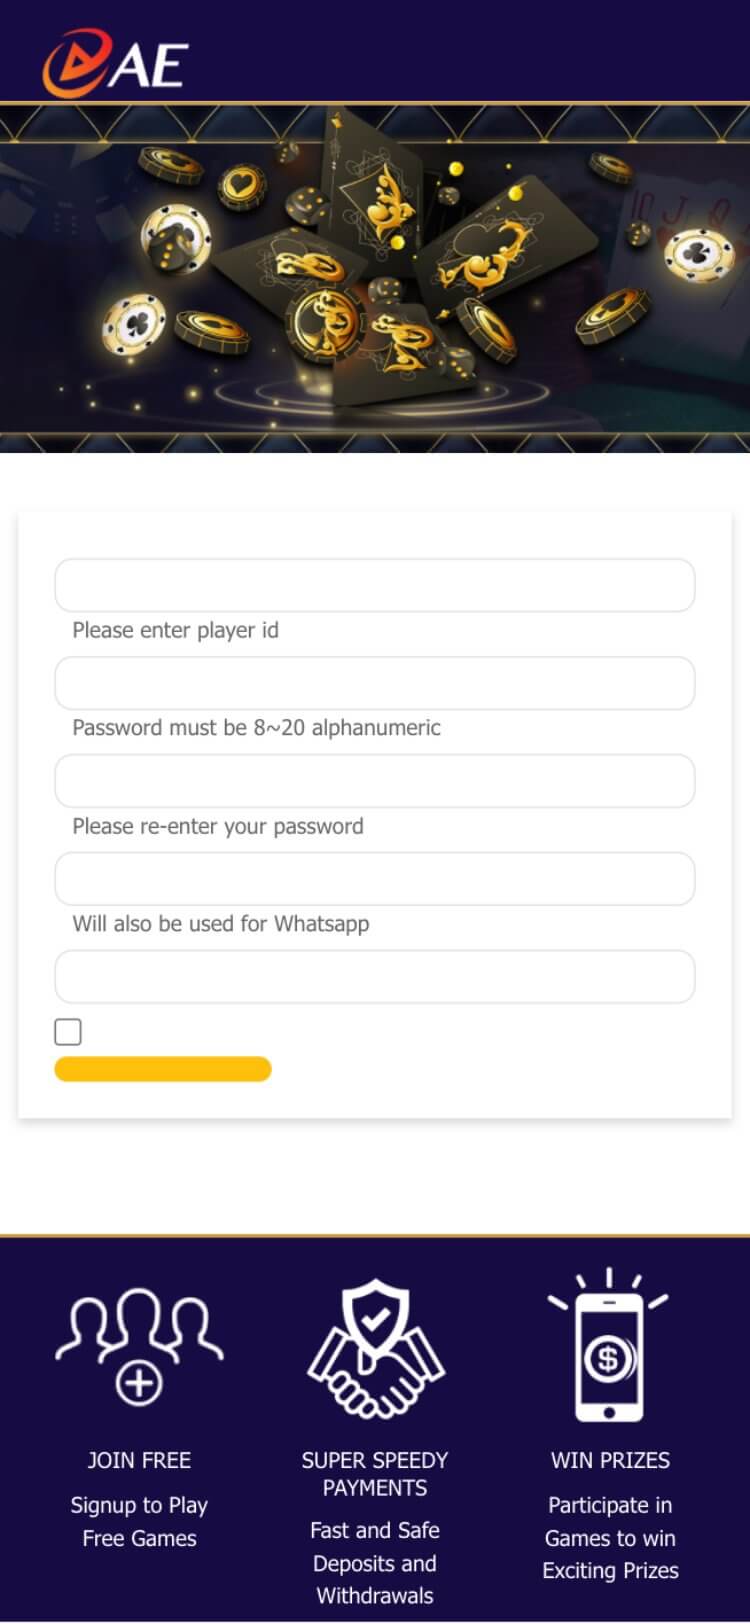 AE
10 J Q
Please enter player id
Password must be 8~20 alphanumeric
Please re-enter your password
Will also be used for Whatsapp
JOIN FREE
Signup to Play
Free Games
SUPER SPEEDY
PAYMENTS
Fast and Safe
Deposits and
Withdrawals
WIN PRIZES
Participate in
Games to win
Exciting Prizes